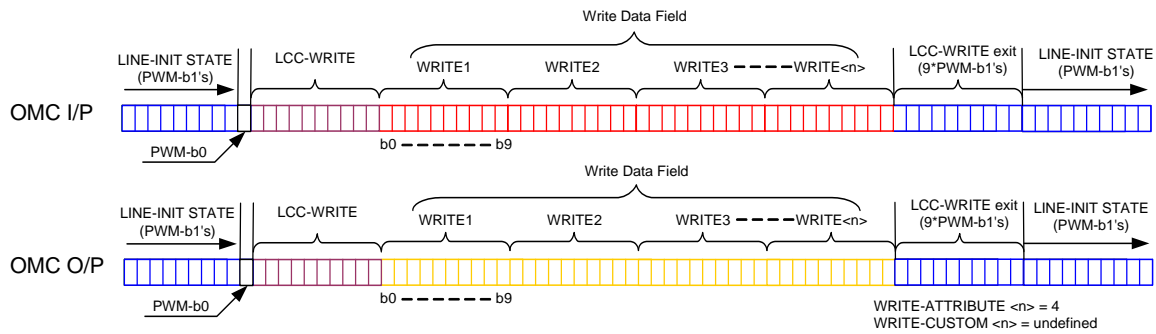 Write Data Field
LINE-INIT STATE
(PWM-b1's)
LCC-WRITE
WRITE1
WRITE2
WRITE3
WRITE<n>
LCC-WRITE exit
(9*PWM-b1's)
LINE-INIT STATE
(PWM-b1's)
OMC I/P
PWM-b0
b0
b9
Write Data Field
LINE-INIT STATE
(PWM-b1's)
LCC-WRITE
WRITE1
WRITE2
WRITE3
WRITE<n>
LCC-WRITE exit
(9*PWM-b1's)
LINE-INIT STATE
(PWM-b1's)
OMC O/P
PWM-b0
b0
b9
WRITE-ATTRIBUTE <n> = 4
WRITE-CUSTOM <n> = undefined